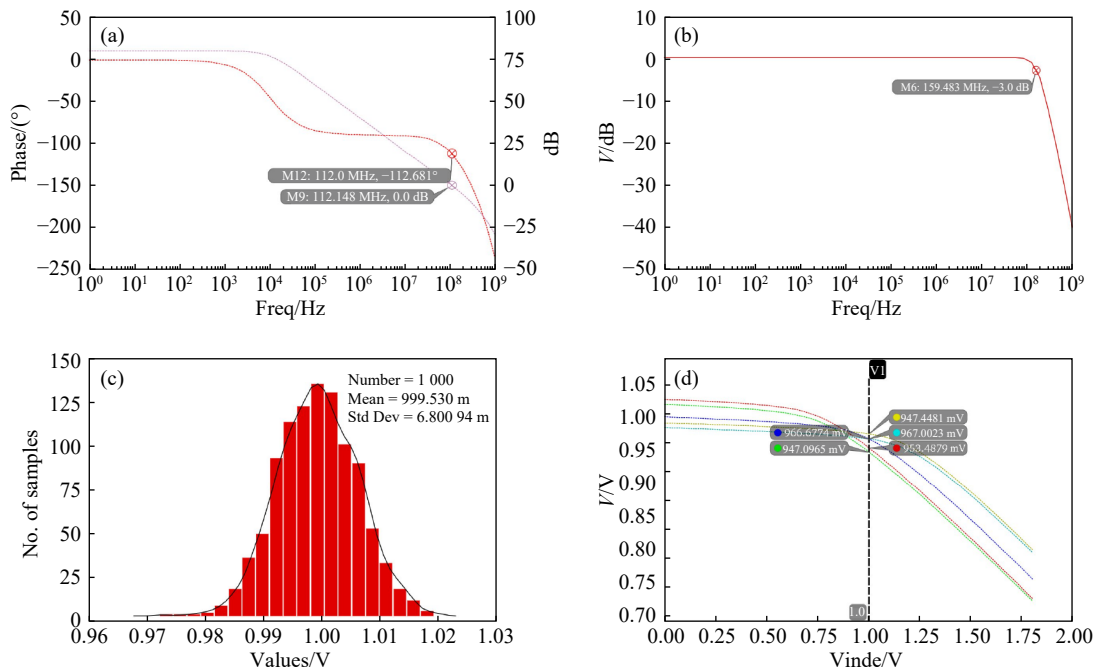 (a)
50
0
−50
−100
−150
−200
−250
Phase/(°)
100
75
50
25
0
−25
−50
dB
M12: 112.0 MHz, −112.681°
M9: 112.148 MHz, 0.0 dB
10⁰ 10¹ 10² 10³ 10⁴ 10⁵ 10⁶ 10⁷ 10⁸ 10⁹
Freq/Hz
(b)
10
0
−10
−20
−30
−40
−50
V/dB
M6: 159.483 MHz, −3.0 dB
10⁰ 10¹ 10² 10³ 10⁴ 10⁵ 10⁶ 10⁷ 10⁸ 10⁹
Freq/Hz
(c)
150
125
100
75
50
25
0
No. of samples
Number = 1 000
Mean = 999.530 m
Std Dev = 6.800 94 m
0.96 0.97 0.98 0.99 1.00 1.01 1.02 1.03
Values/V
(d)
1.05
1.00
0.95
0.90
0.85
0.80
0.75
0.70
V/V
V1
947.4481 mV
966.6774 mV
967.0023 mV
947.0965 mV
953.4879 mV
1.0
0.00 0.25 0.50 0.75 1.00 1.25 1.50 1.75 2.00
Vinde/V